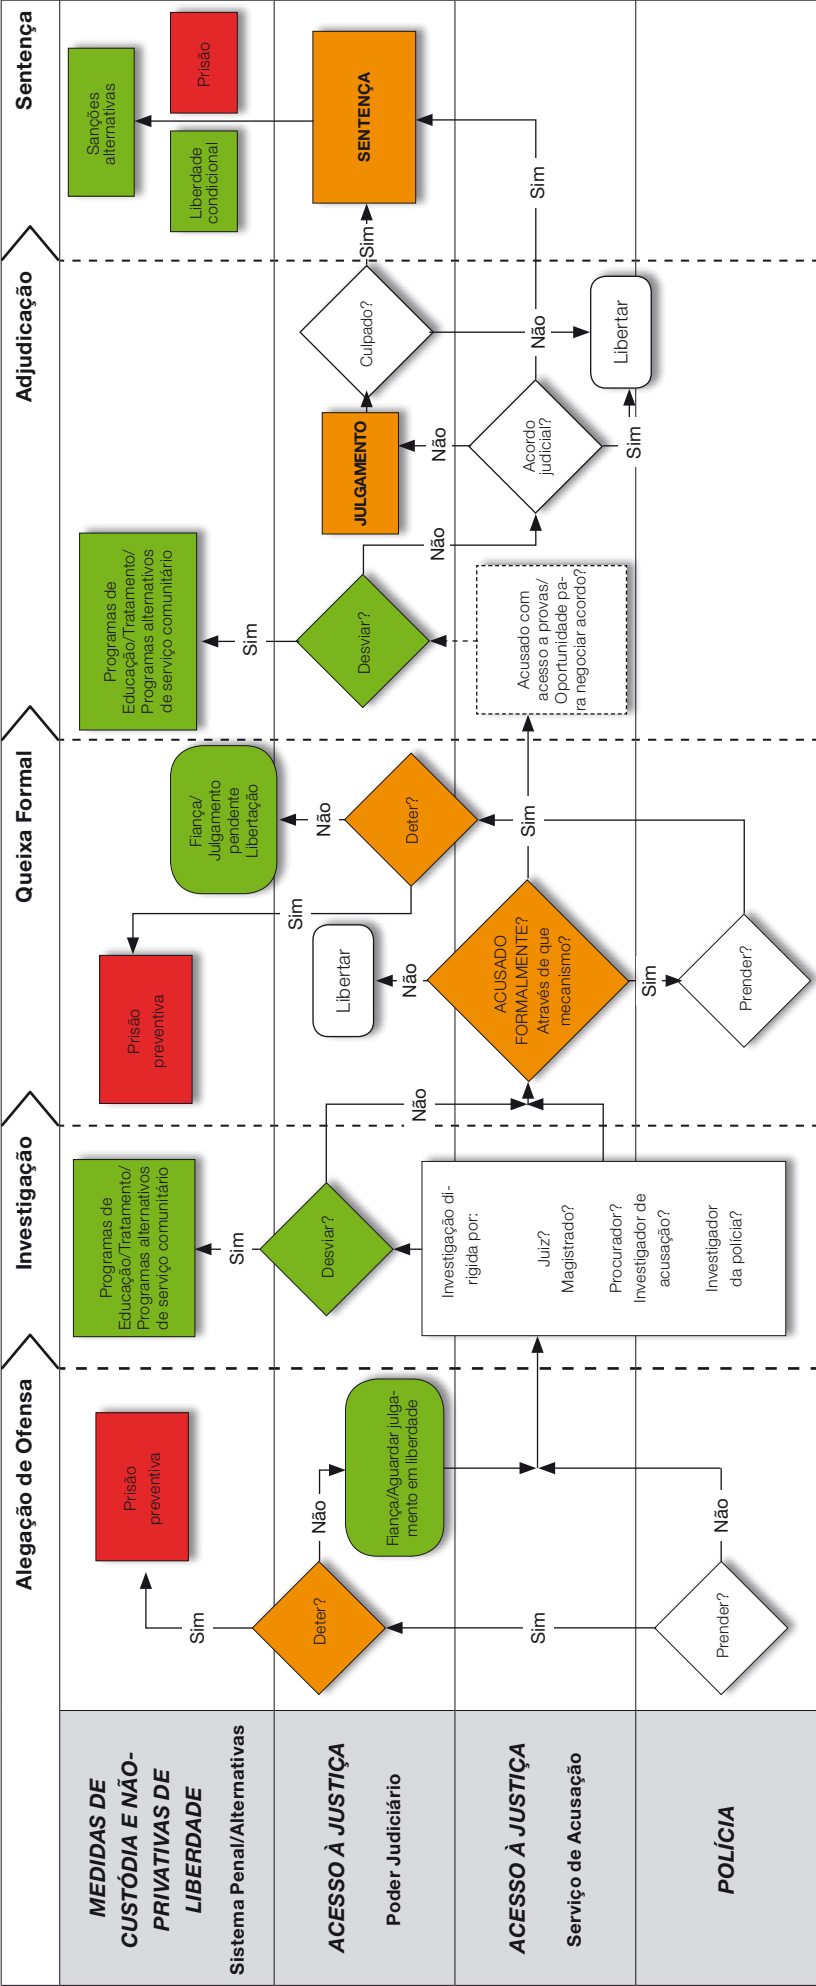 Alegação de Ofensa
Investigação
Queixa Formal
Adjudicação
Sentença
MEDIDAS DE
CUSTÓDIA E NÃO-
PRIVATIVAS DE
LIBERDADE
Sistema Penal/Alternativas
Prisão
preventiva
Programas de
Educação/Tratamento/
Programas alternativos
de serviço comunitário
Prisão
preventiva
Fiança/
Julgamento
pendente
Libertação
Programas de
Educação/Tratamento/
Programas alternativos
de serviço comunitário
Sanções
alternativas
Liberdade
condicional
Prisão
Sim
Sim
Sim
Sim
ACESSO À JUSTIÇA
Poder Judiciário
Deter?
Não
Fiança/Aguardar julga-
mento em liberdade
Desviar?
Não
Libertar
Não
Deter?
Não
Desviar?
Não
JULGAMENTO
Não
Culpado?
Sim
SENTENÇA
ACESSO À JUSTIÇA
Serviço de Acusação
Sim
Investigação di-
rigida por:
Juiz?
Magistrado?
Procurador?
Investigador de
acusação?
Investigador
da polícia?
ACUSADO
FORMALMENTE?
Através de que
mecanismo?
Sim
Acusado com
acesso a provas/
Oportunidade pa-
ra negociar acordo?
Acordo
judicial?
Não
Sim
Libertar
POLÍCIA
Prender?
Não
Sim
Prender?
Sim